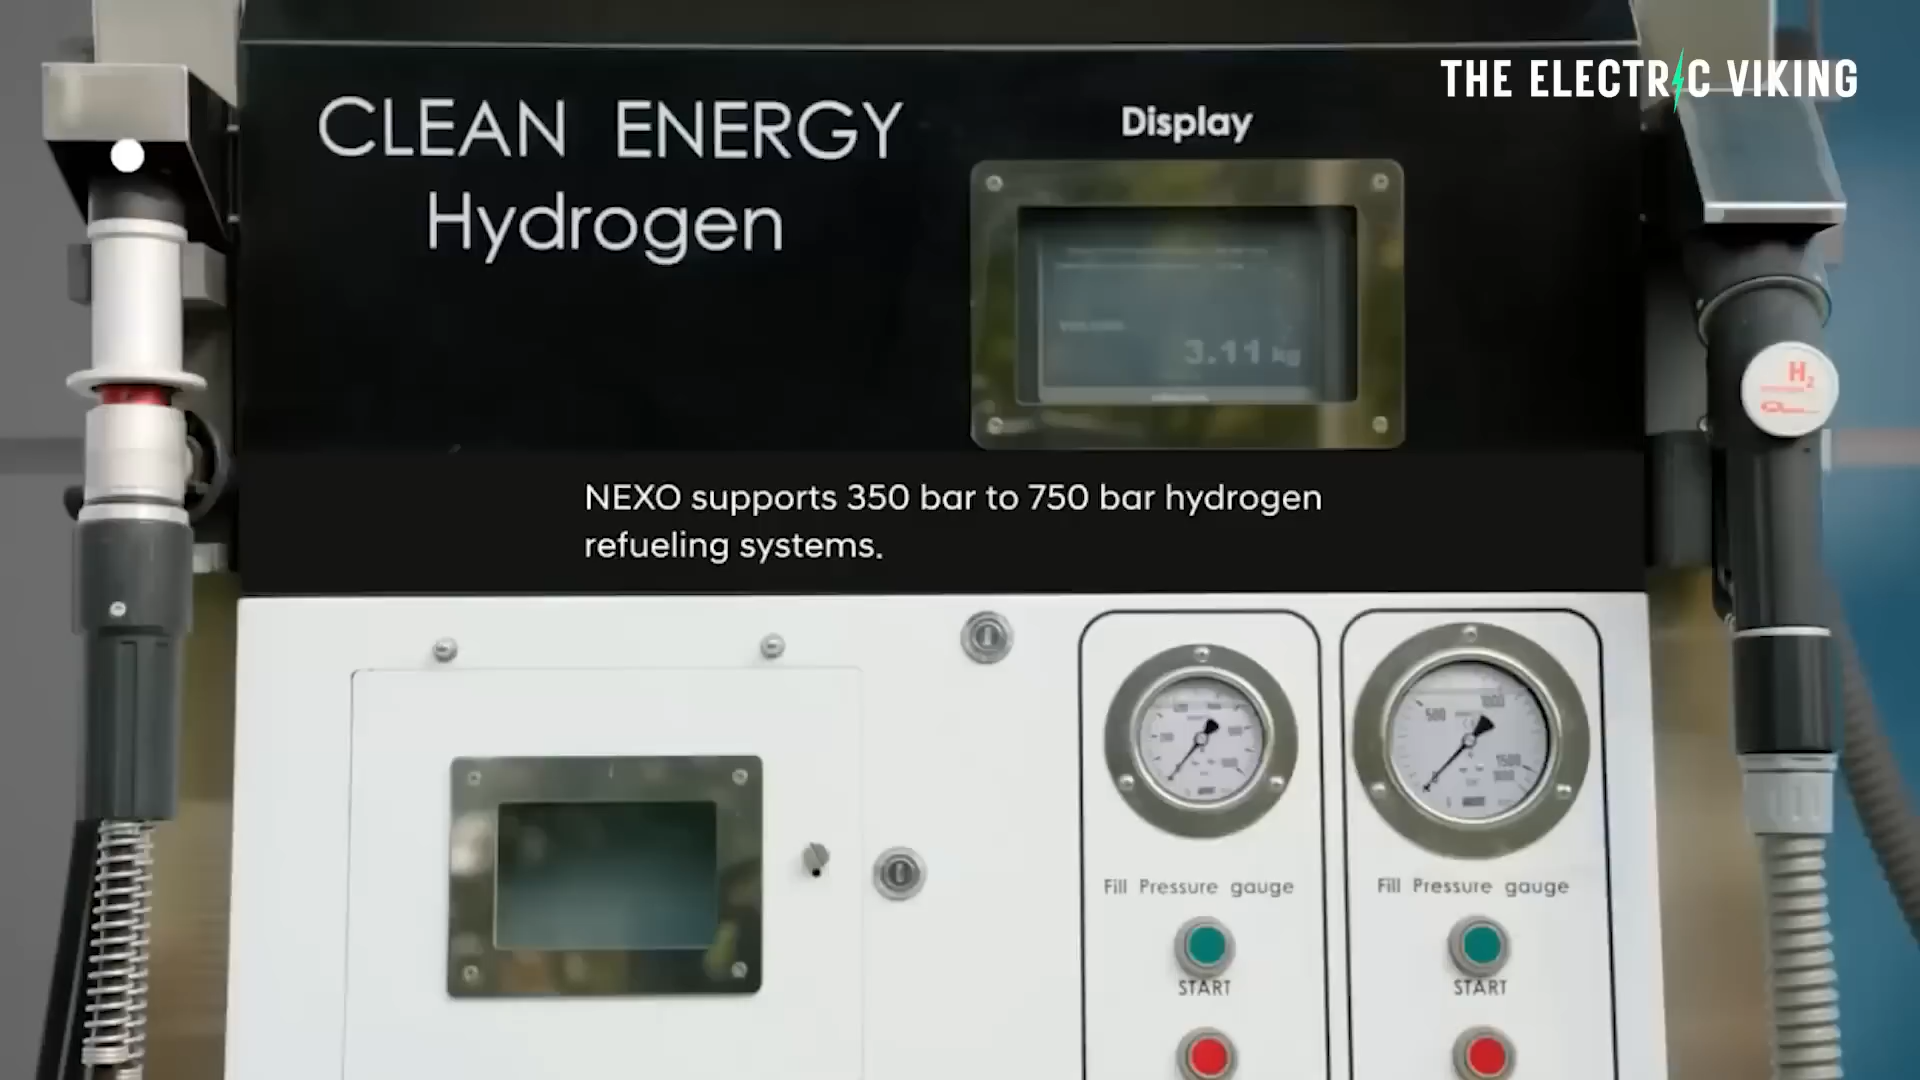 THE ELECTRIC VIKING
CLEAN ENERGY
Hydrogen
Display
3.11 kg
H2
NEXO supports 350 bar to 750 bar hydrogen
refueling systems.
500
1000
1500
Fill Pressure gauge
Fill Pressure gauge
START
START